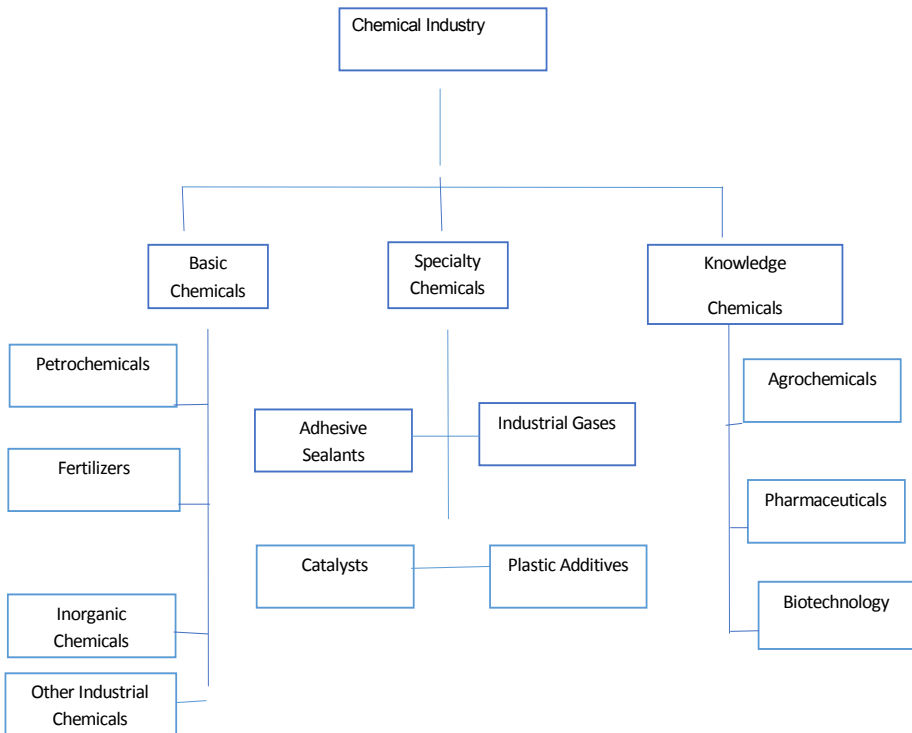 Chemical Industry
Basic
Chemicals
Specialty
Chemicals
Knowledge
Chemicals
Petrochemicals
Fertilizers
Inorganic
Chemicals
Other Industrial
Chemicals
Adhesive
Sealants
Industrial Gases
Catalysts
Plastic Additives
Agrochemicals
Pharmaceuticals
Biotechnology